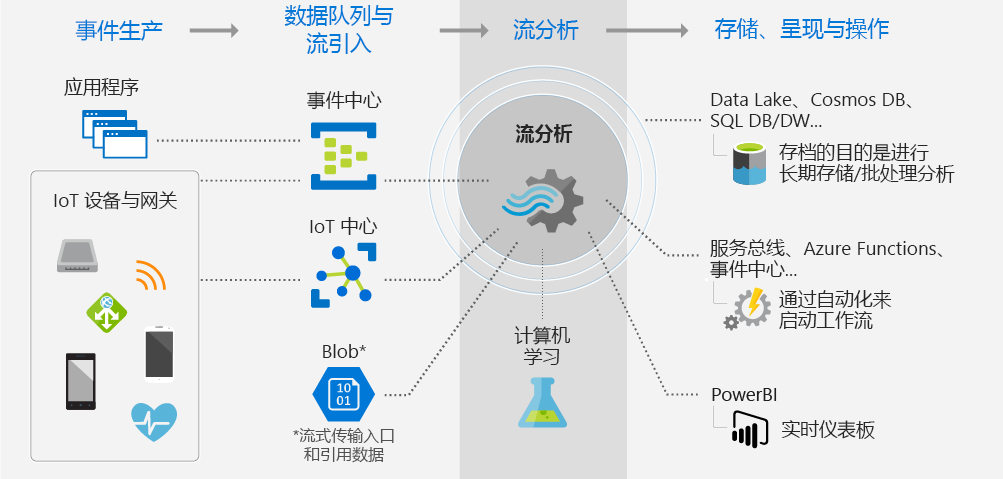 事件生产
数据队列与
流引入
流分析
存储、呈现与操作
应用程序
IoT 设备与网关
事件中心
IoT 中心
Blob*
10
01
*流式传输入口
和引用数据
流分析
计算机
学习
Data Lake、Cosmos DB、
SQL DB/DW...
存档的目的是进行
长期存储/批处理分析
服务总线、Azure Functions、
事件中心...
通过自动化来
启动工作流
PowerBI
实时仪表板